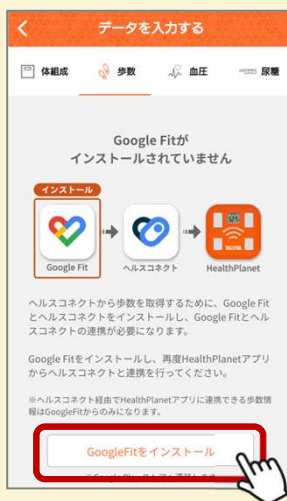 データを入力する
体組成 歩数 血圧 尿糖
Google Fitが
インストールされていません
インストール
Google Fit ヘルスコネクト HealthPlanet
ヘルスコネクトから歩数を取得するために、Google Fit
とヘルスコネクトをインストールし、Google Fitとヘル
スコネクトの連携が必要になります。
Google Fitをインストールし、再度HealthPlanetアプリ
からヘルスコネクトと連携を行ってください。
※ヘルスコネクト経由でHealthPlanetアプリに連携できる歩数情
報はGoogleFitからのみになります。
GoogleFitをインストール